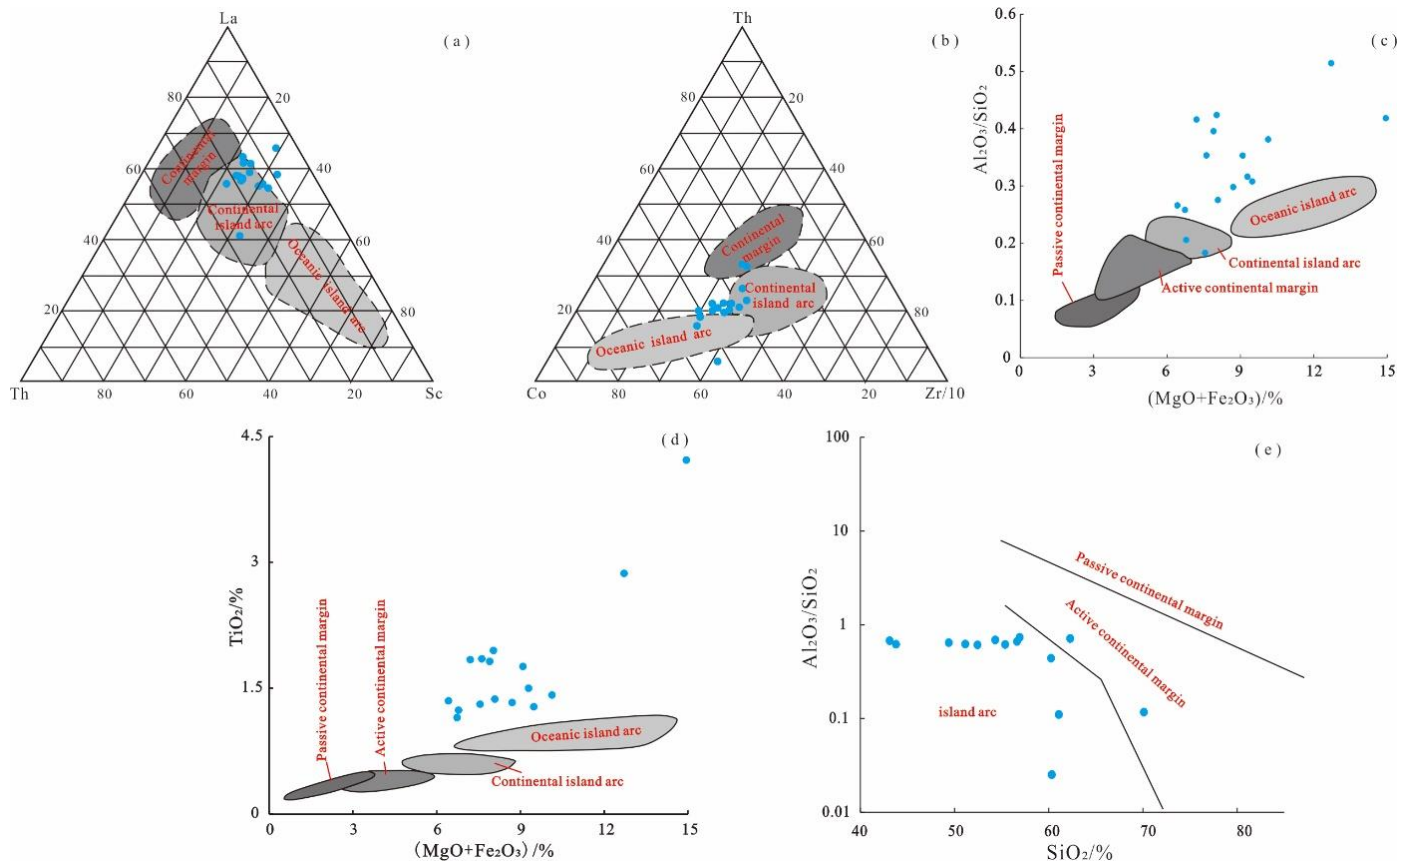 La
( a )
80
20
Continental
margin
60
40
Continental
island arc
40
60
Oceanic island arc
20
80
Th
80
60
40
20
Sc
Th
( b )
80
20
60
40
Continental
margin
40
60
Continental
island arc
20
80
Oceanic island arc
Co
80
60
40
20
Zr/10
( c )
0.6
0.5
0.4
0.3
0.2
0.1
0
Al₂O₃/SiO₂
Passive continental margin
Oceanic island arc
Continental island arc
Active continental margin
0
3
6
9
12
15
(MgO+Fe₂O₃)/%
( d )
4.5
3
1.5
0
TiO₂/%
Passive continental margin
Active continental margin
Oceanic island arc
Continental island arc
0
3
6
9
12
15
(MgO+Fe₂O₃)/%
( e )
100
10
1
0.1
0.01
Al₂O₃/SiO₂
Passive continental margin
Active continental margin
island arc
40
50
60
70
80
SiO₂/%